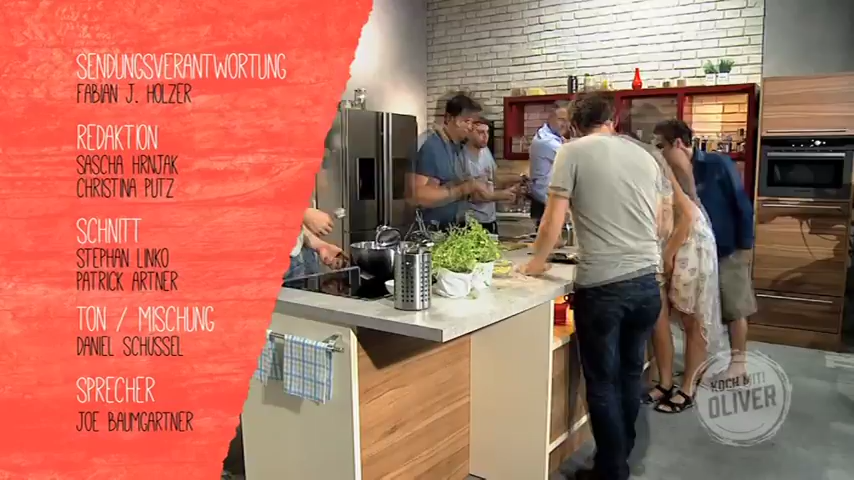 SENDUNGSVERANTWORTUNG
FABIAN J. HOLZER
REDAKTION
SASCHA HRNJAK
CHRISTINA PUTZ
SCHNITT
STEPHAN LINKO
PATRICK ARTNER
TON / MISCHUNG
DANIEL SCHUSSEL
SPRECHER
JOE BAUMGARTNER
KOCH MIT!
OLIVER